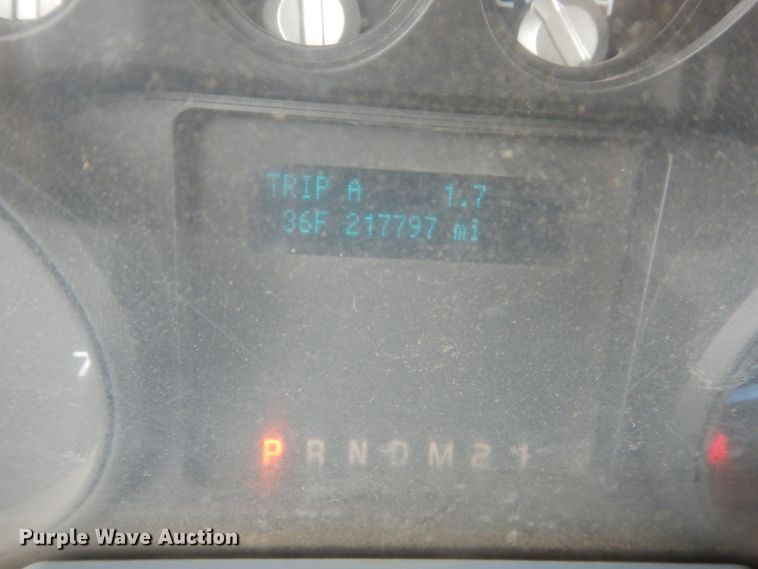 TRIP A 1.7
36F 217797 mi
7
P R N D M 2 1
Purple Wave Auction